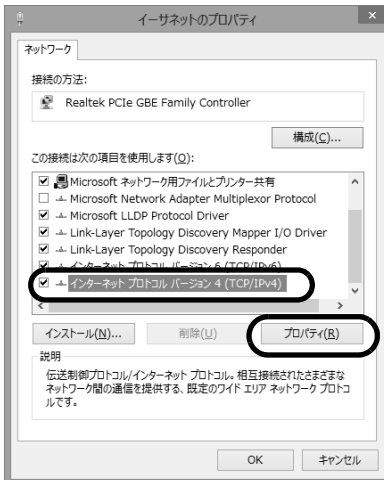 イーサネットのプロパティ
ネットワーク
接続の方法:
Realtek PCIe GBE Family Controller
構成(C)...
この接続は次の項目を使用します(O):
Microsoft ネットワーク用ファイルとプリンター共有
Microsoft Network Adapter Multiplexor Protocol
Microsoft LLDP Protocol Driver
Link-Layer Topology Discovery Mapper I/O Driver
Link-Layer Topology Discovery Responder
インターネット プロトコル バージョン 6 (TCP/IPv6)
インターネット プロトコル バージョン 4 (TCP/IPv4)
インストール(N)...
削除(U)
プロパティ(R)
説明
伝送制御プロトコル/インターネット プロトコル。相互接続されたさまざまな
ネットワーク間の通信を提供する、既定のワイド エリア ネットワーク プロトコ
ルです。
OK
キャンセル